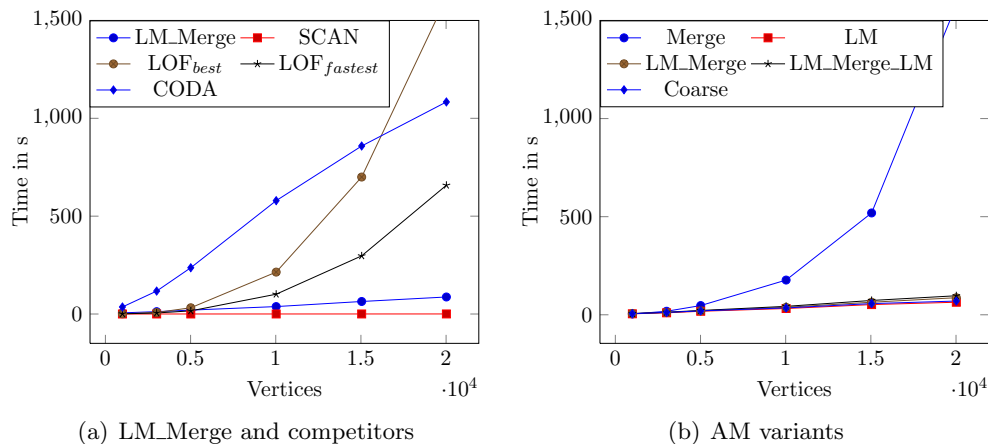 1,500
1,000
500
0
Time in s
LM_Merge
SCAN
LOF_best
LOF_fastest
CODA
0
0.5
1
1.5
2
·10^4
Vertices
(a) LM_Merge and competitors
1,500
1,000
500
0
Time in s
Merge
LM
LM_Merge
LM_Merge_LM
Coarse
0
0.5
1
1.5
2
·10^4
Vertices
(b) AM variants